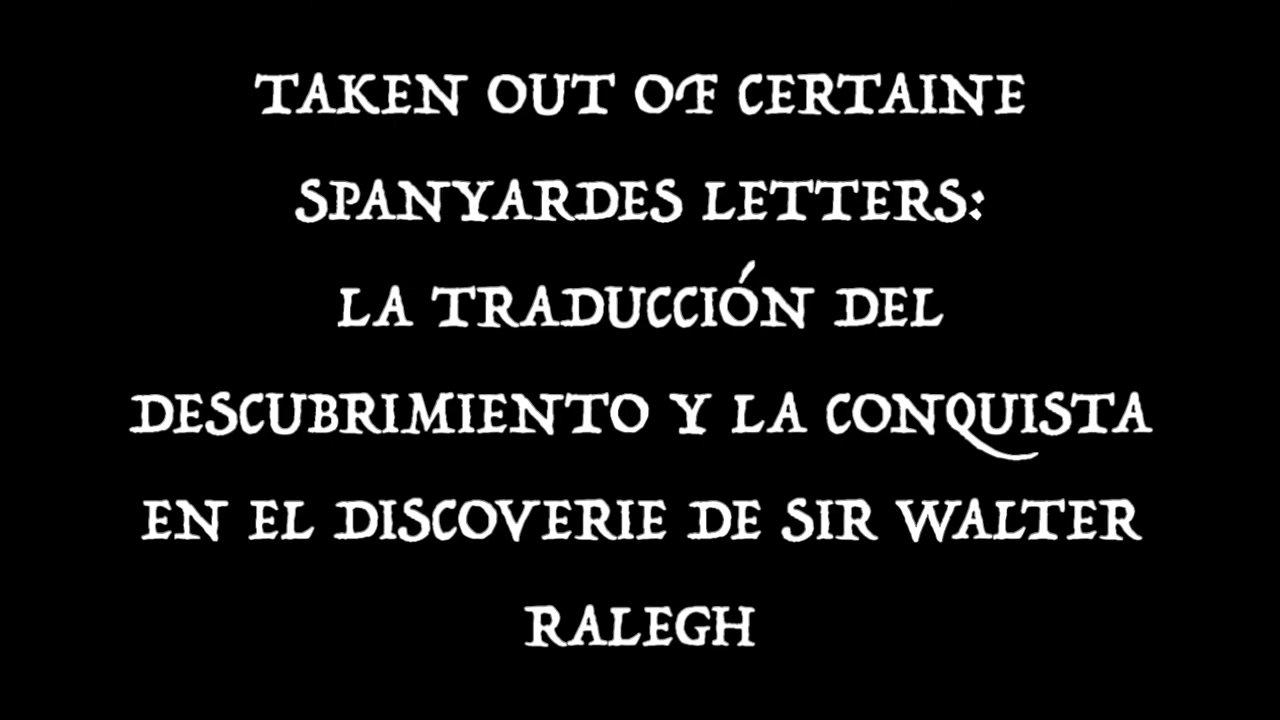 TAKEN OUT OF CERTAINE
SPANYARDES LETTERS:
LA TRADUCCIÓN DEL
DESCUBRIMIENTO Y LA CONQUISTA
EN EL DISCOVERIE DE SIR WALTER
RALEGH